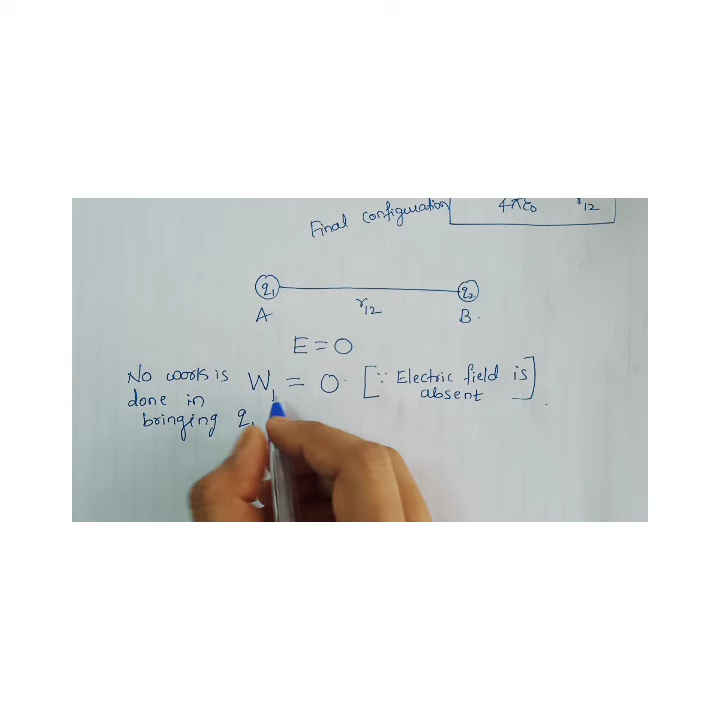 Final configuration
4πε₀ r₁₂
q₁ q₂
r₁₂
A B.
E = 0
No work is W₁ = 0. [∵ Electric field is
done in absent].
bringing q₁